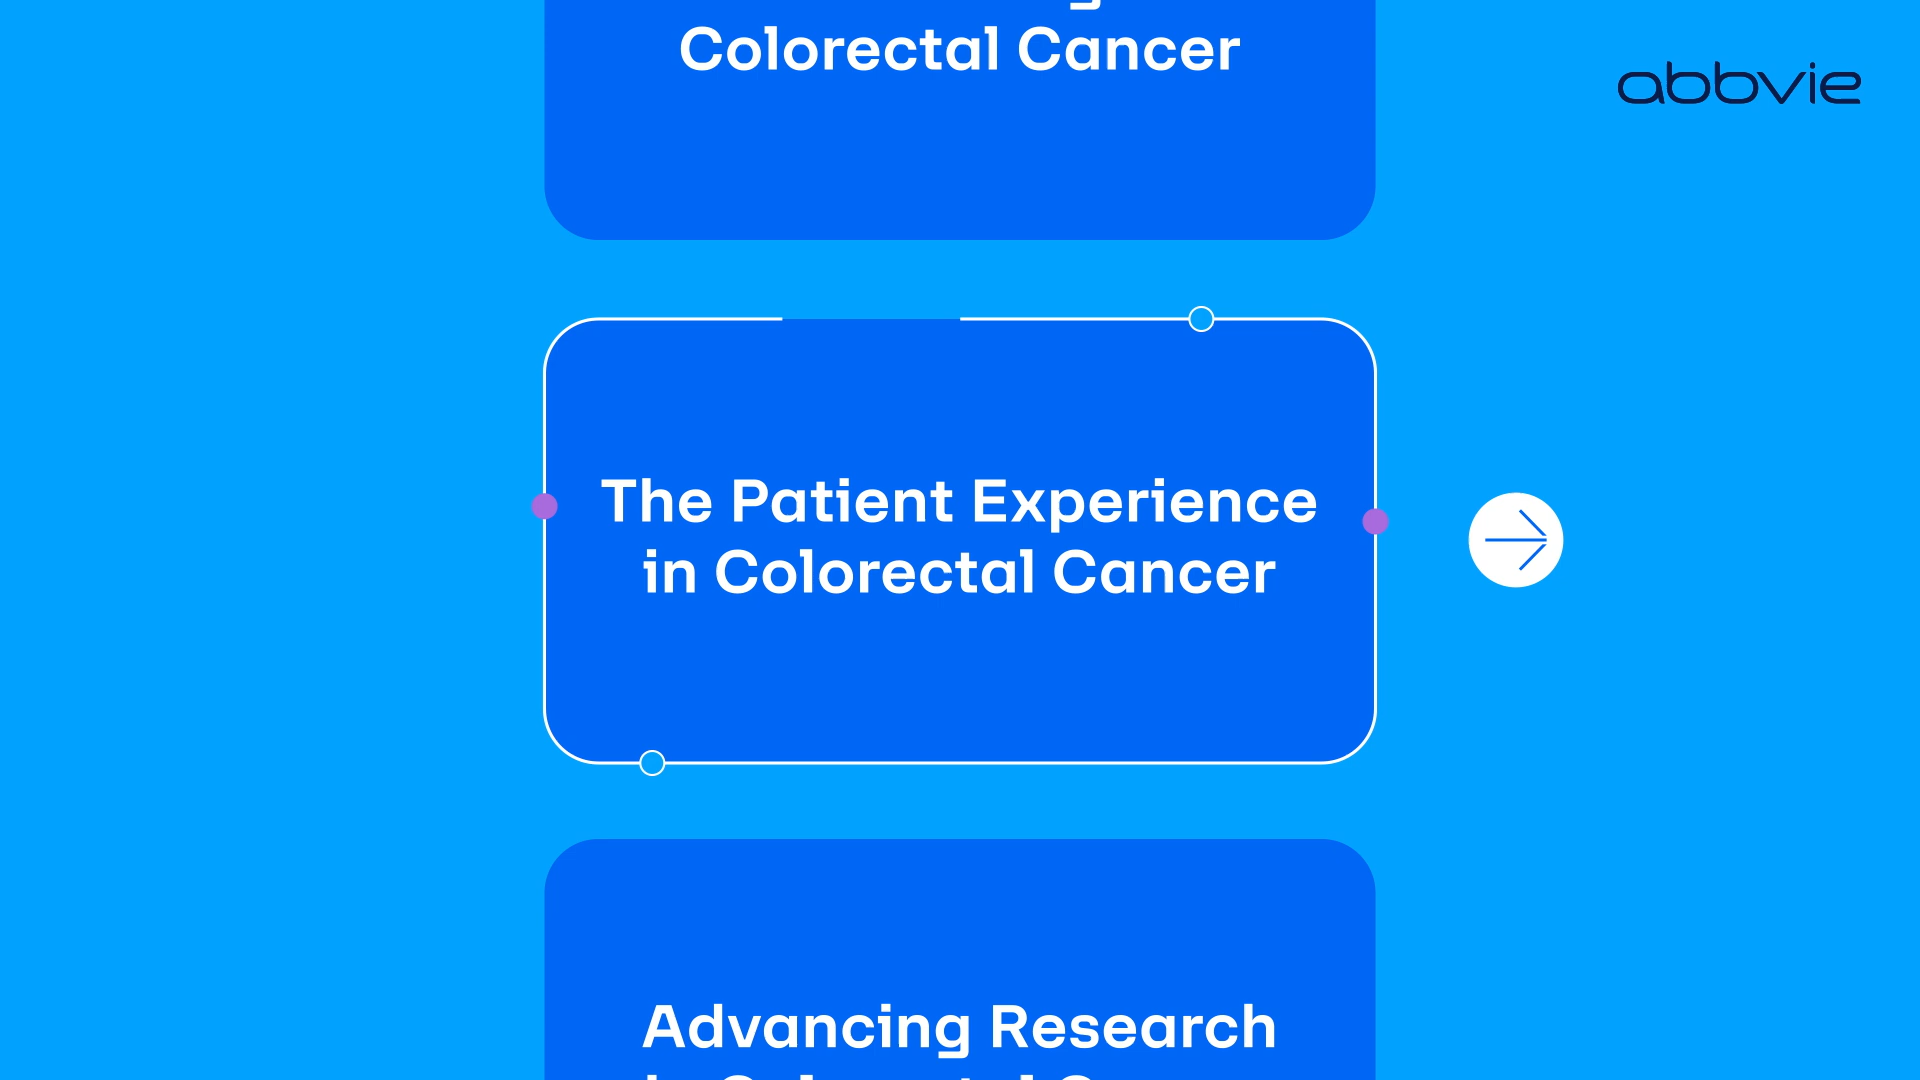 Colorectal Cancer
abbvie
The Patient Experience
in Colorectal Cancer
Advancing Research